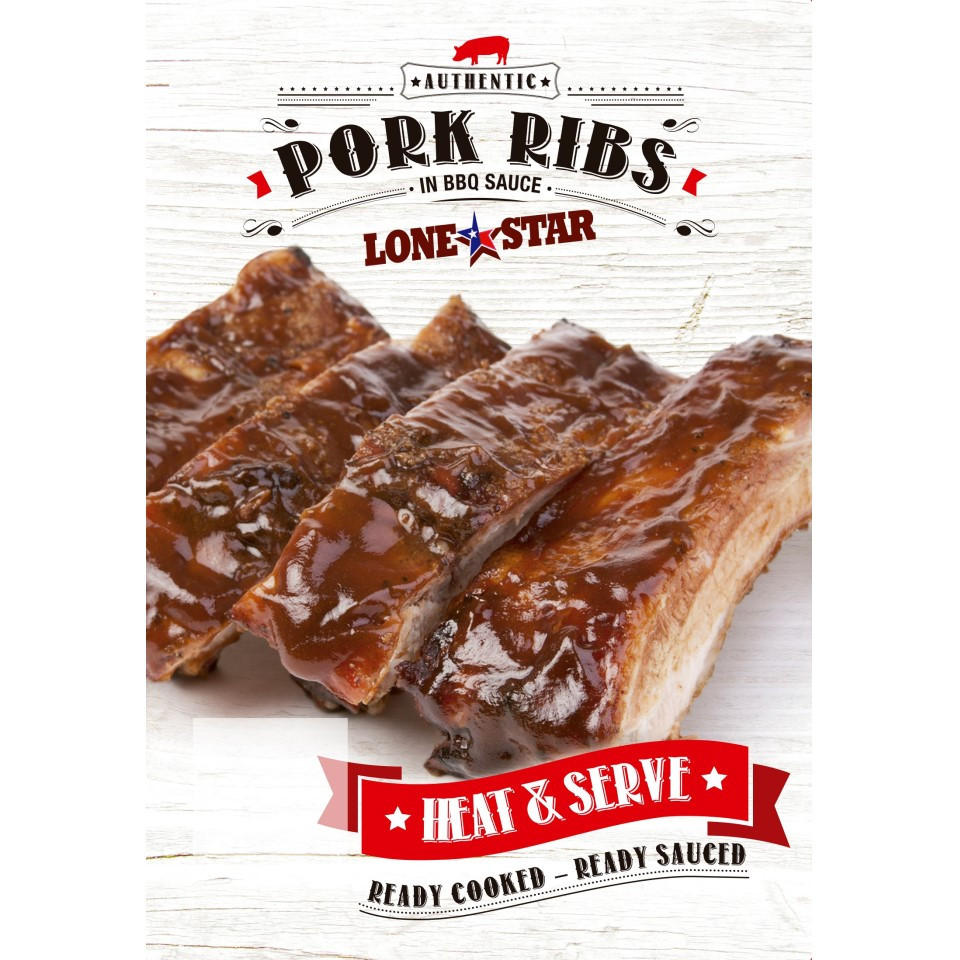 ★AUTHENTIC★
PORK RIBS
• IN BBQ SAUCE •
LONE STAR
★ HEAT & SERVE ★
READY COOKED – READY SAUCED